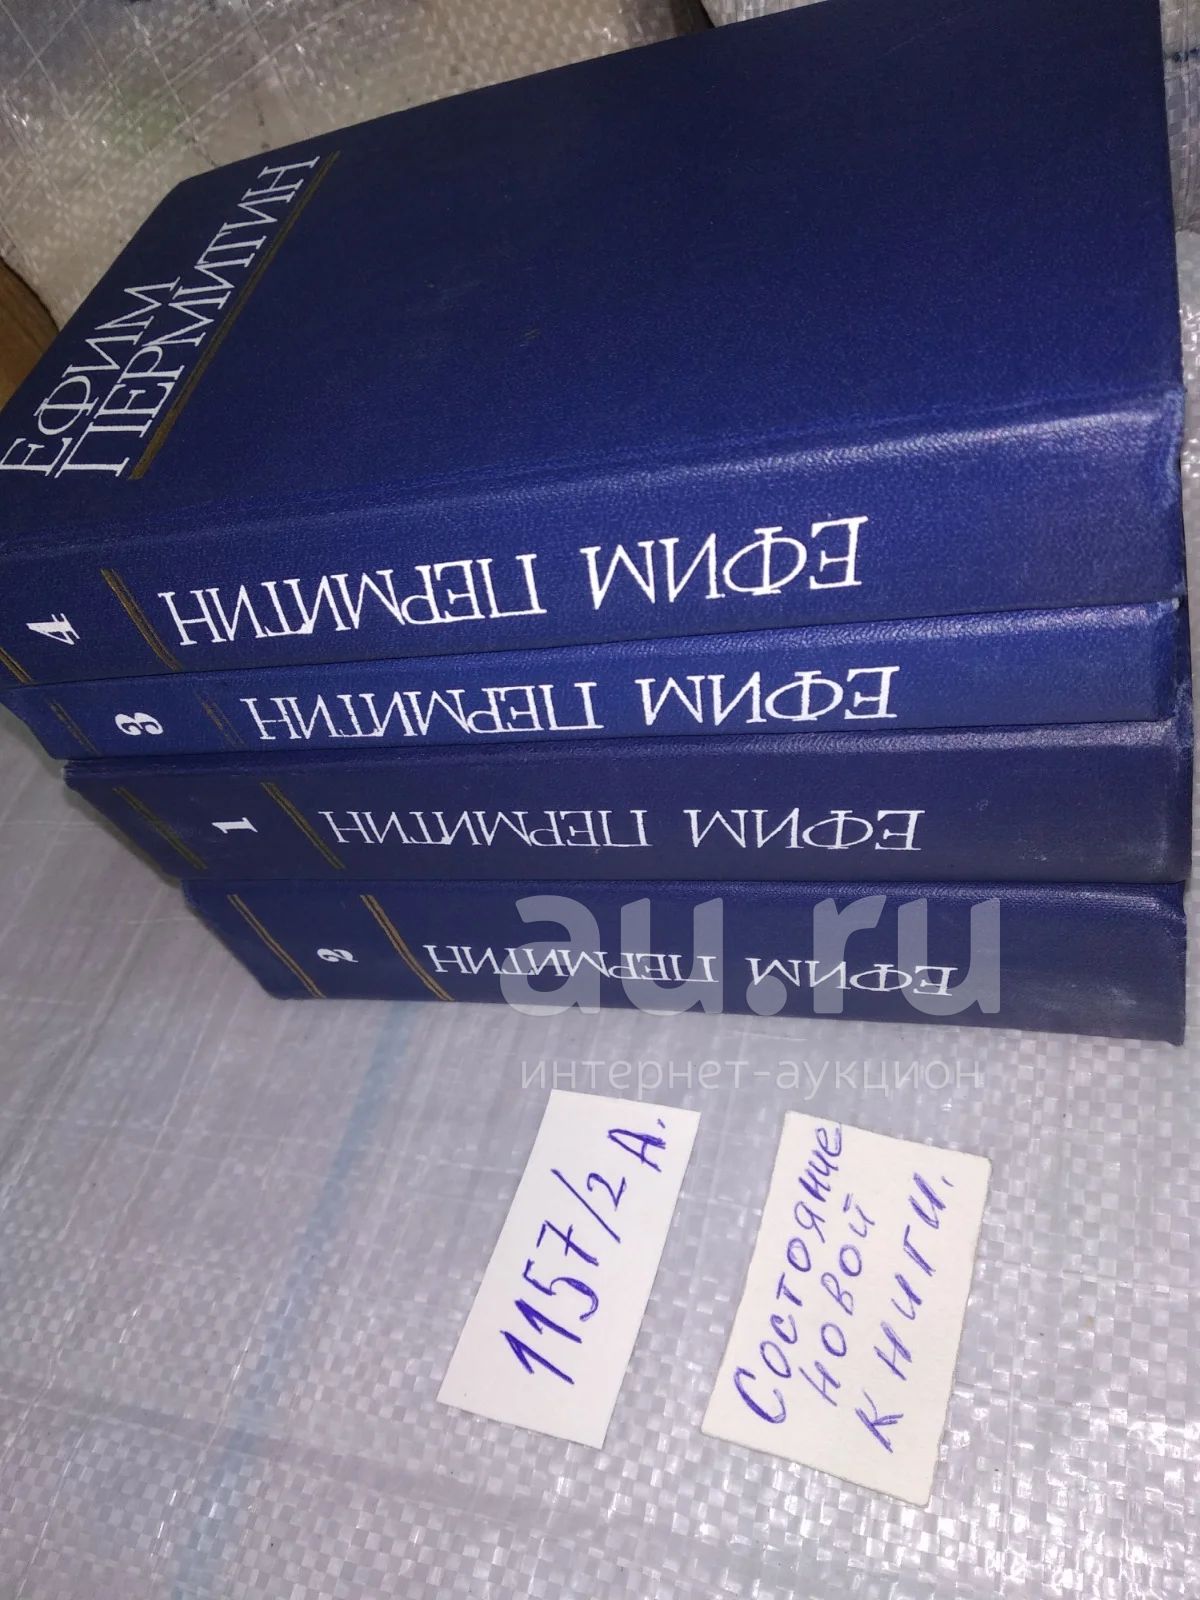 ЕФИМ
ПЕРМИТИН
4
ЕФИМ ПЕРМИТИН
3
ЕФИМ ПЕРМИТИН
1
ЕФИМ ПЕРМИТИН
2
ЕФИМ ПЕРМИТИН
au.ru
интернет-аукцион
1157/2 А.
Состояние
новой
книги.